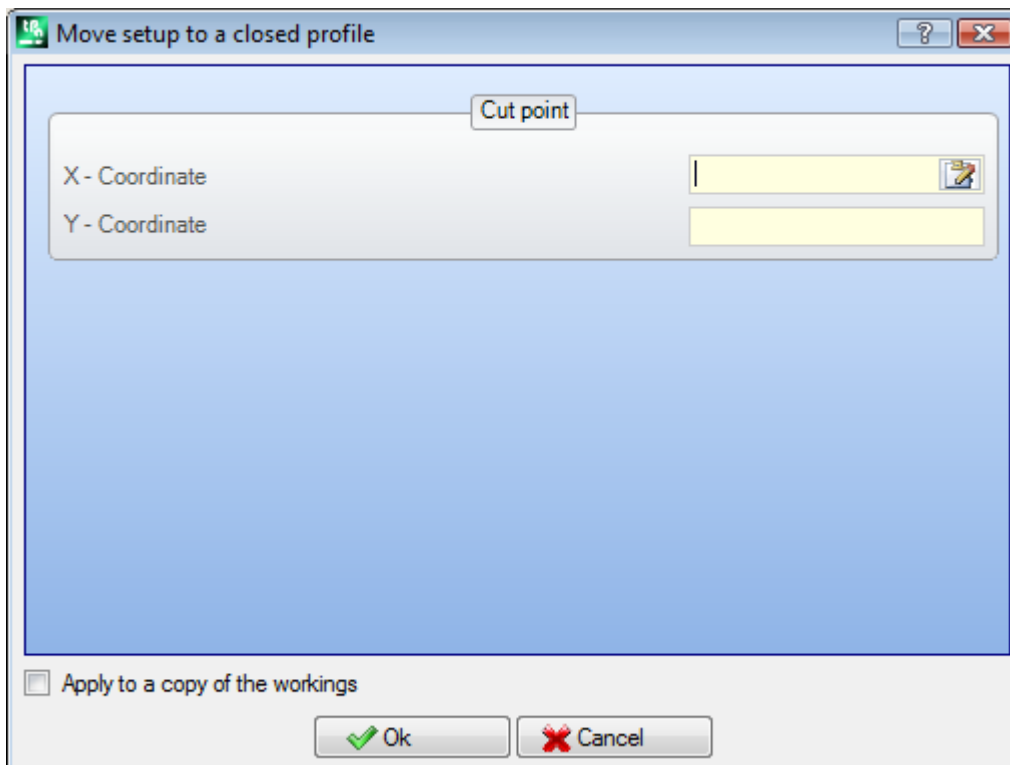 Move setup to a closed profile
Cut point
X - Coordinate
Y - Coordinate
Apply to a copy of the workings
Ok
Cancel